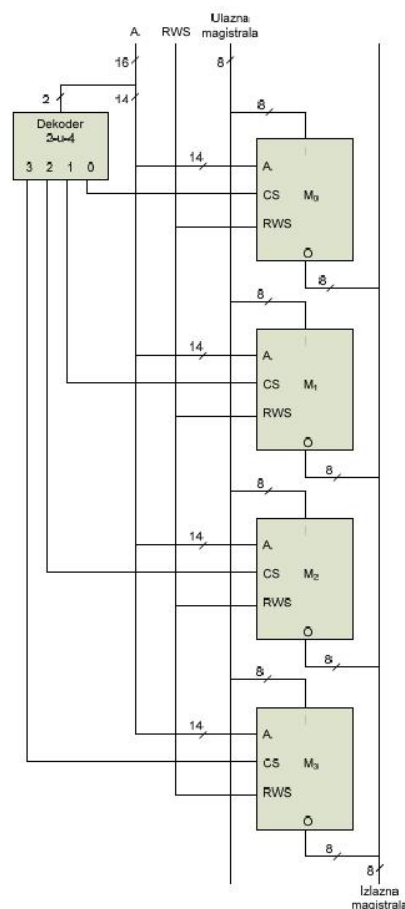 Ulazna
A RWS magistrala
16 8
2 14
Dekoder
2-u-4
3 2 1 0
8
I
14
A
CS M0
RWS
O
8
8
I
14
A
CS M1
RWS
O
8
8
I
14
A
CS M2
RWS
O
8
8
I
14
A
CS M3
RWS
O
8
8
Izlazna
magistrala